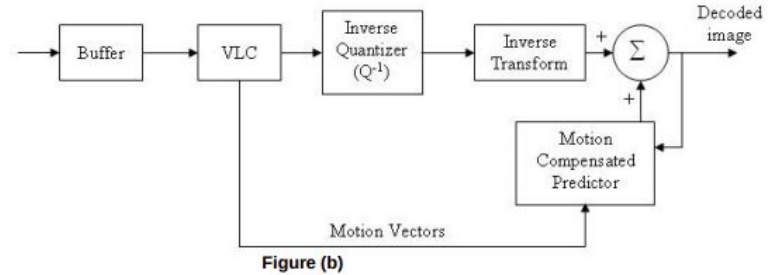 Decoded
image
Buffer
VLC
Inverse
Quantizer
(Q⁻¹)
Inverse
Transform
+
Σ
+
Motion
Compensated
Predictor
Motion Vectors
Figure (b)